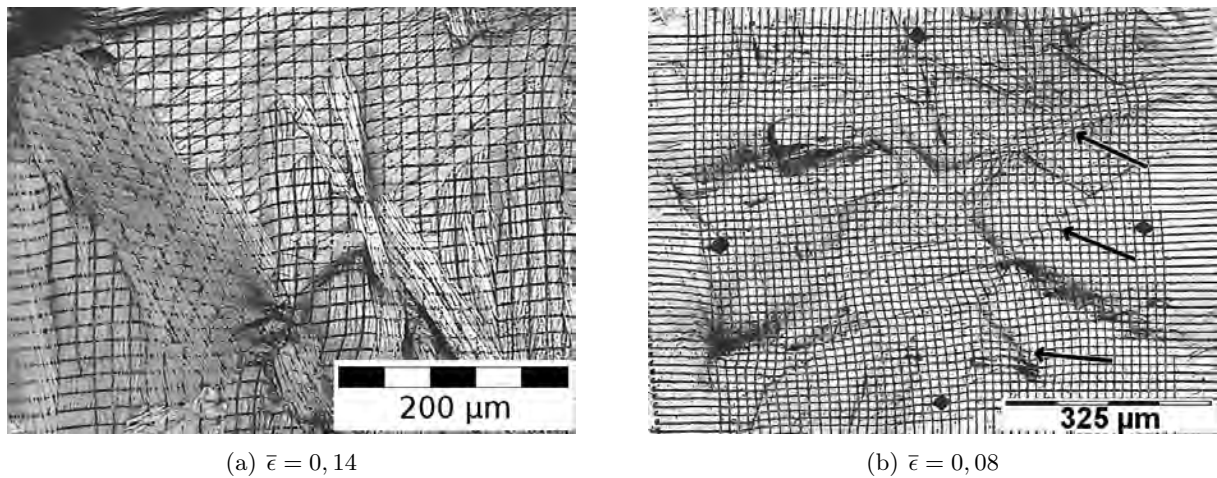 200 μm
325 μm
(a) ε̄ = 0, 14
(b) ε̄ = 0, 08